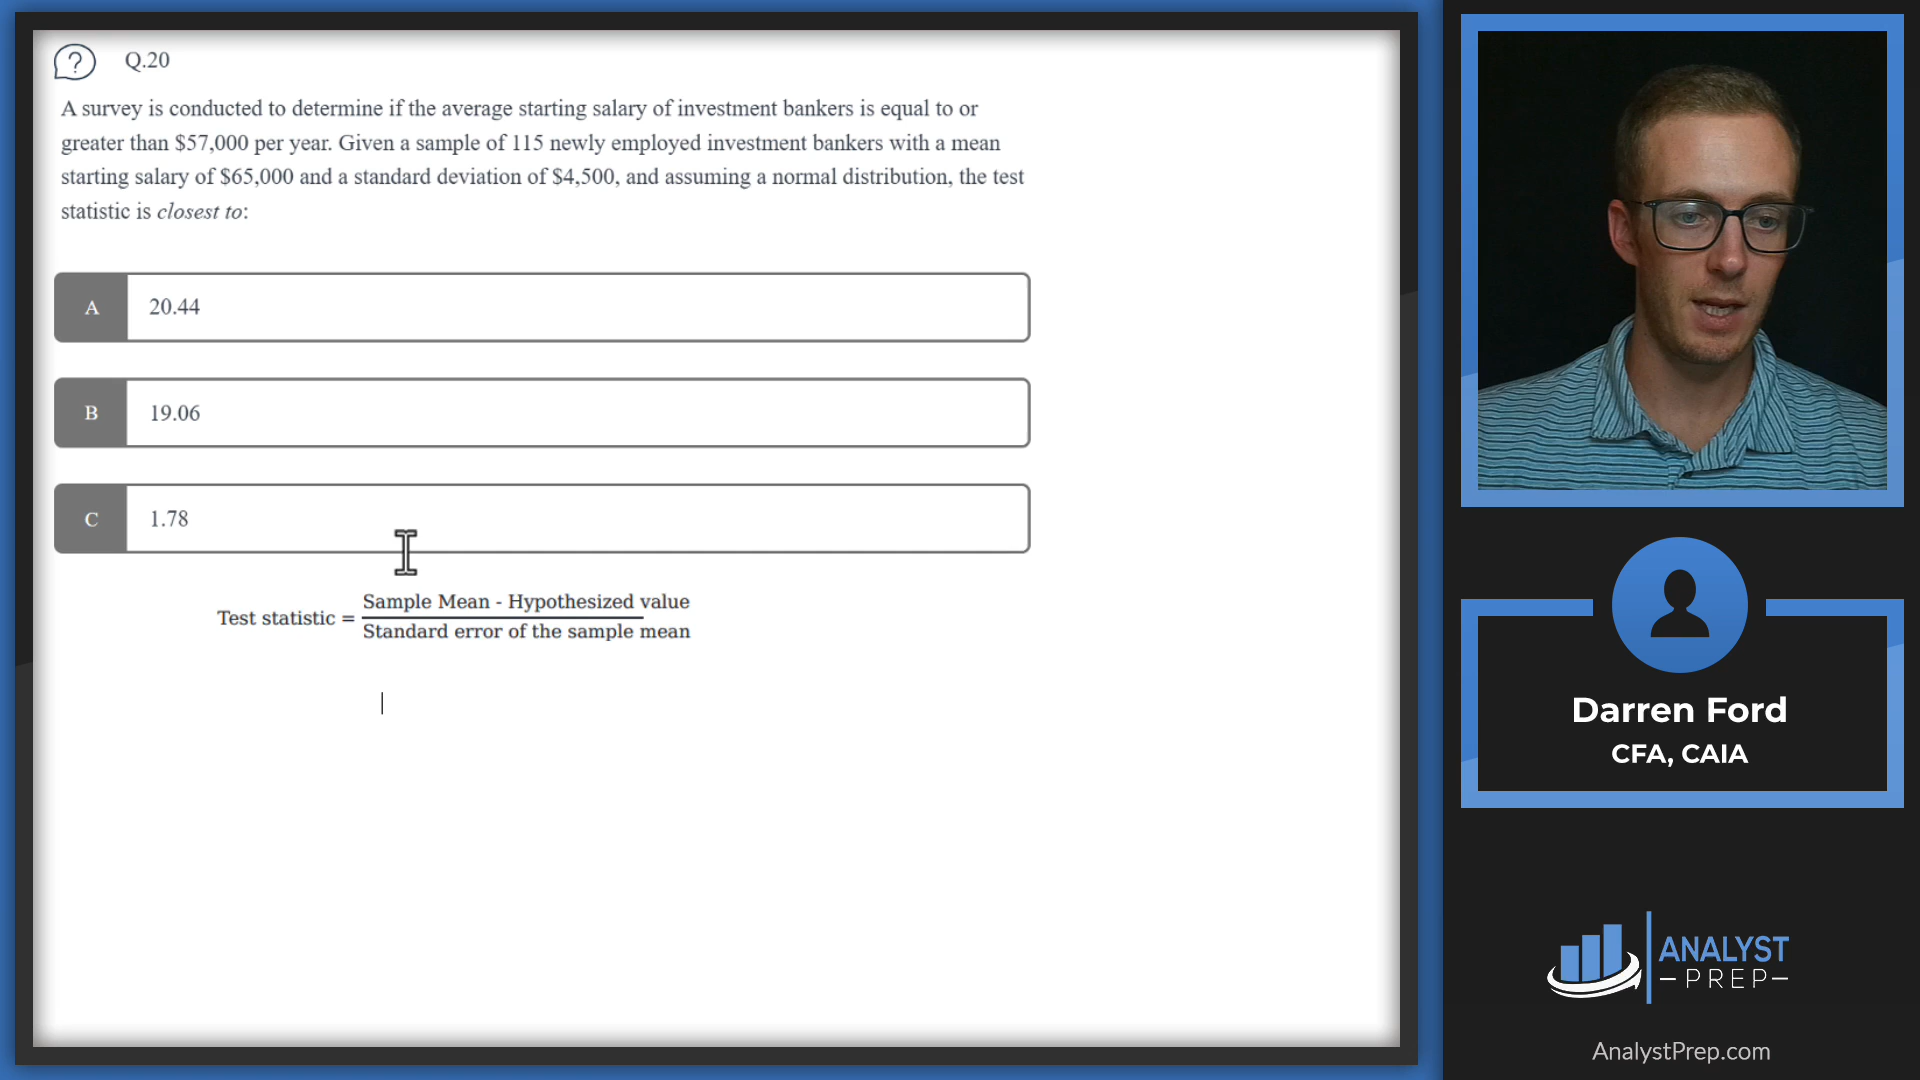 ?
Q.20
A survey is conducted to determine if the average starting salary of investment bankers is equal to or
greater than $57,000 per year. Given a sample of 115 newly employed investment bankers with a mean
starting salary of $65,000 and a standard deviation of $4,500, and assuming a normal distribution, the test
statistic is closest to:
A 20.44
B 19.06
C 1.78
Test statistic = Sample Mean - Hypothesized value
Standard error of the sample mean
Darren Ford
CFA, CAIA
ANALYST
PREP
AnalystPrep.com